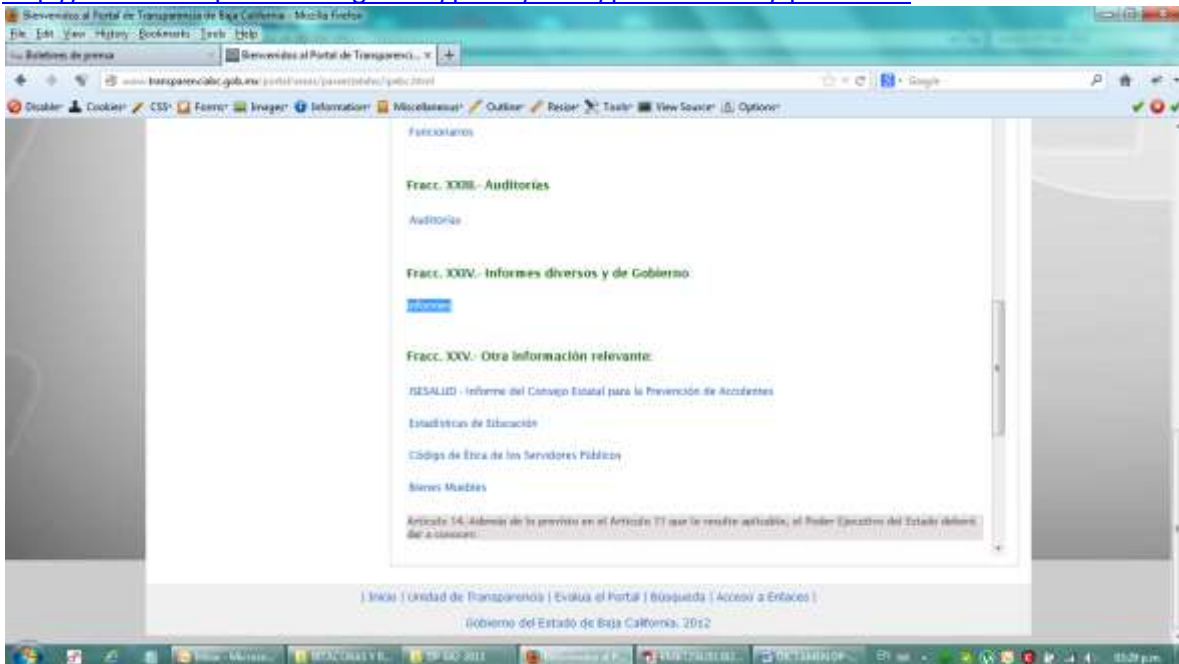 Bienvenidos al Portal de Transparencia de Baja California - Mozilla Firefox
File Edit View History Bookmarks Tools Help
Boletines de prensa
Bienvenidos al Portal de Transparenci...
Google
Disable Cookies CSS Forms Images Information Miscellaneous Outline Resize Tools View Source Options
Funcionarios
Fracc. XXIII.- Auditorías
Auditorías
Fracc. XXIV.- Informes diversos y de Gobierno
Informes
Fracc. XXV.- Otra información relevante:
ISESALUD - Informe del Consejo Estatal para la Prevención de Accidentes
Estadísticas de Educación
Código de Ética de los Servidores Públicos
Bienes Muebles
Artículo 14. Además de lo previsto en el Artículo 11 que le resulte aplicable, el Poder Ejecutivo del Estado deberá
dar a conocer:
| Inicio | Unidad de Transparencia | Evalua el Portal | Búsqueda | Acceso a Enlaces |
Gobierno del Estado de Baja California. 2012